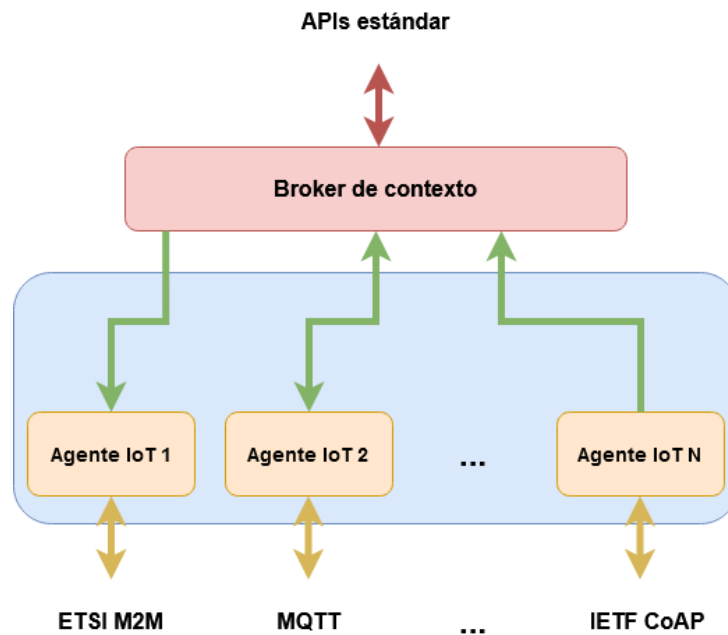 APIs estándar
Broker de contexto
Agente IoT 1
Agente IoT 2
...
Agente IoT N
ETSI M2M
MQTT
...
IETF CoAP